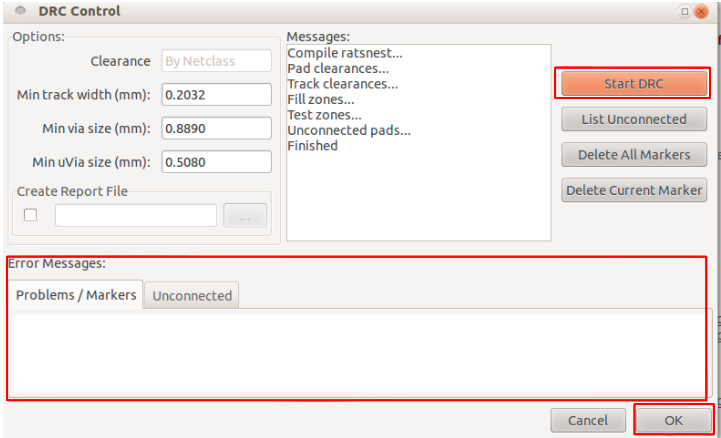 DRC Control
Options:
Clearance By Netclass
Min track width (mm): 0.2032
Min via size (mm): 0.8890
Min uVia size (mm): 0.5080
Create Report File
...
Messages:
Compile ratsnest...
Pad clearances...
Track clearances...
Fill zones...
Test zones...
Unconnected pads...
Finished
Start DRC
List Unconnected
Delete All Markers
Delete Current Marker
Error Messages:
Problems / Markers Unconnected
Cancel OK